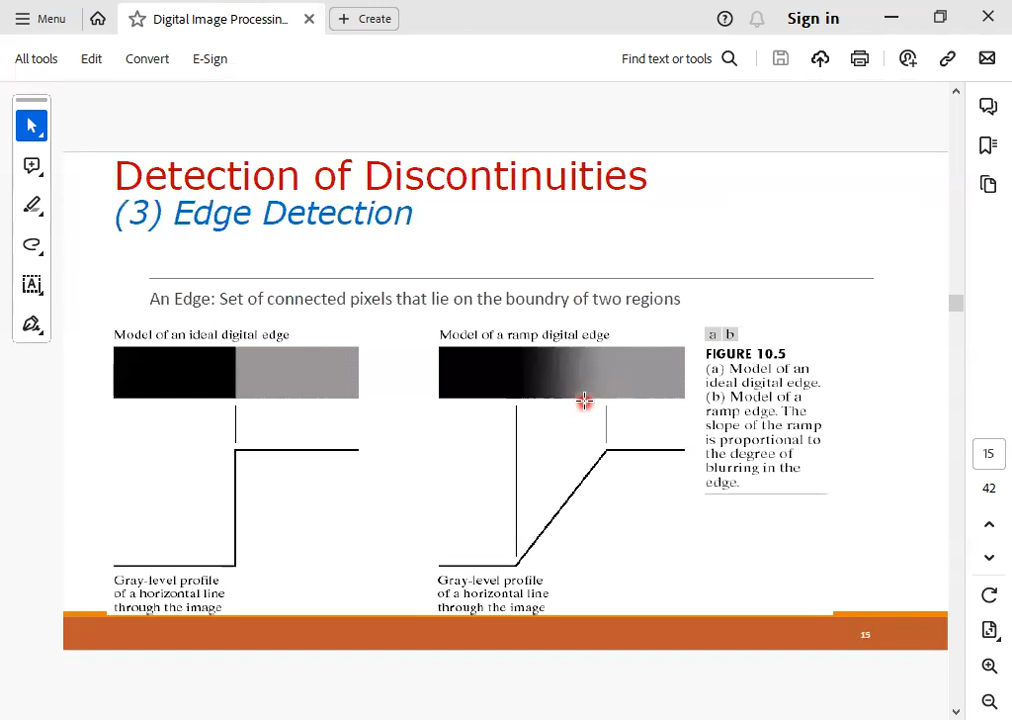 Menu
Digital Image Processin...
Create
Sign in
All tools
Edit
Convert
E-Sign
Find text or tools
Detection of Discontinuities
(3) Edge Detection
An Edge: Set of connected pixels that lie on the boundry of two regions
Model of an ideal digital edge
Model of a ramp digital edge
a b
FIGURE 10.5
(a) Model of an
ideal digital edge.
(b) Model of a
ramp edge. The
slope of the ramp
is proportional to
the degree of
blurring in the
edge.
Gray-level profile
of a horizontal line
through the image
Gray-level profile
of a horizontal line
through the image
15
15
42